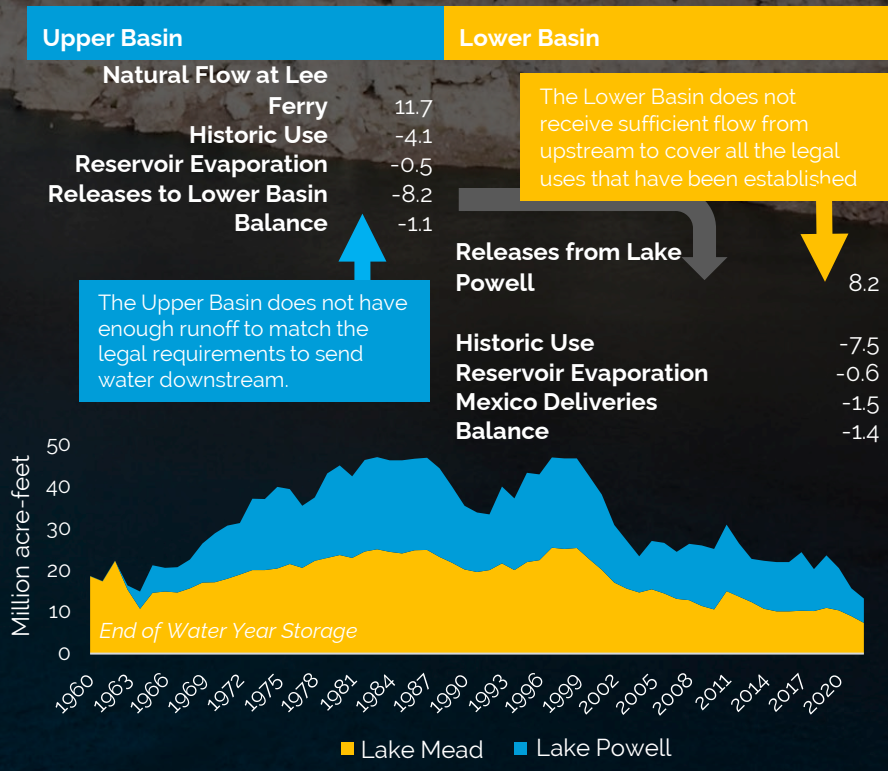 Upper Basin
Natural Flow at Lee
Ferry 11.7
Historic Use -4.1
Reservoir Evaporation -0.5
Releases to Lower Basin -8.2
Balance -1.1
The Upper Basin does not have
enough runoff to match the
legal requirements to send
water downstream.
Lower Basin
The Lower Basin does not
receive sufficient flow from
upstream to cover all the legal
uses that have been established
Releases from Lake
Powell 8.2
Historic Use -7.5
Reservoir Evaporation -0.6
Mexico Deliveries -1.5
Balance -1.4
Million acre-feet
50
40
30
20
10
0
End of Water Year Storage
1960 1963 1966 1969 1972 1975 1978 1981 1984 1987 1990 1993 1996 1999 2002 2005 2008 2011 2014 2017 2020
Lake Mead Lake Powell